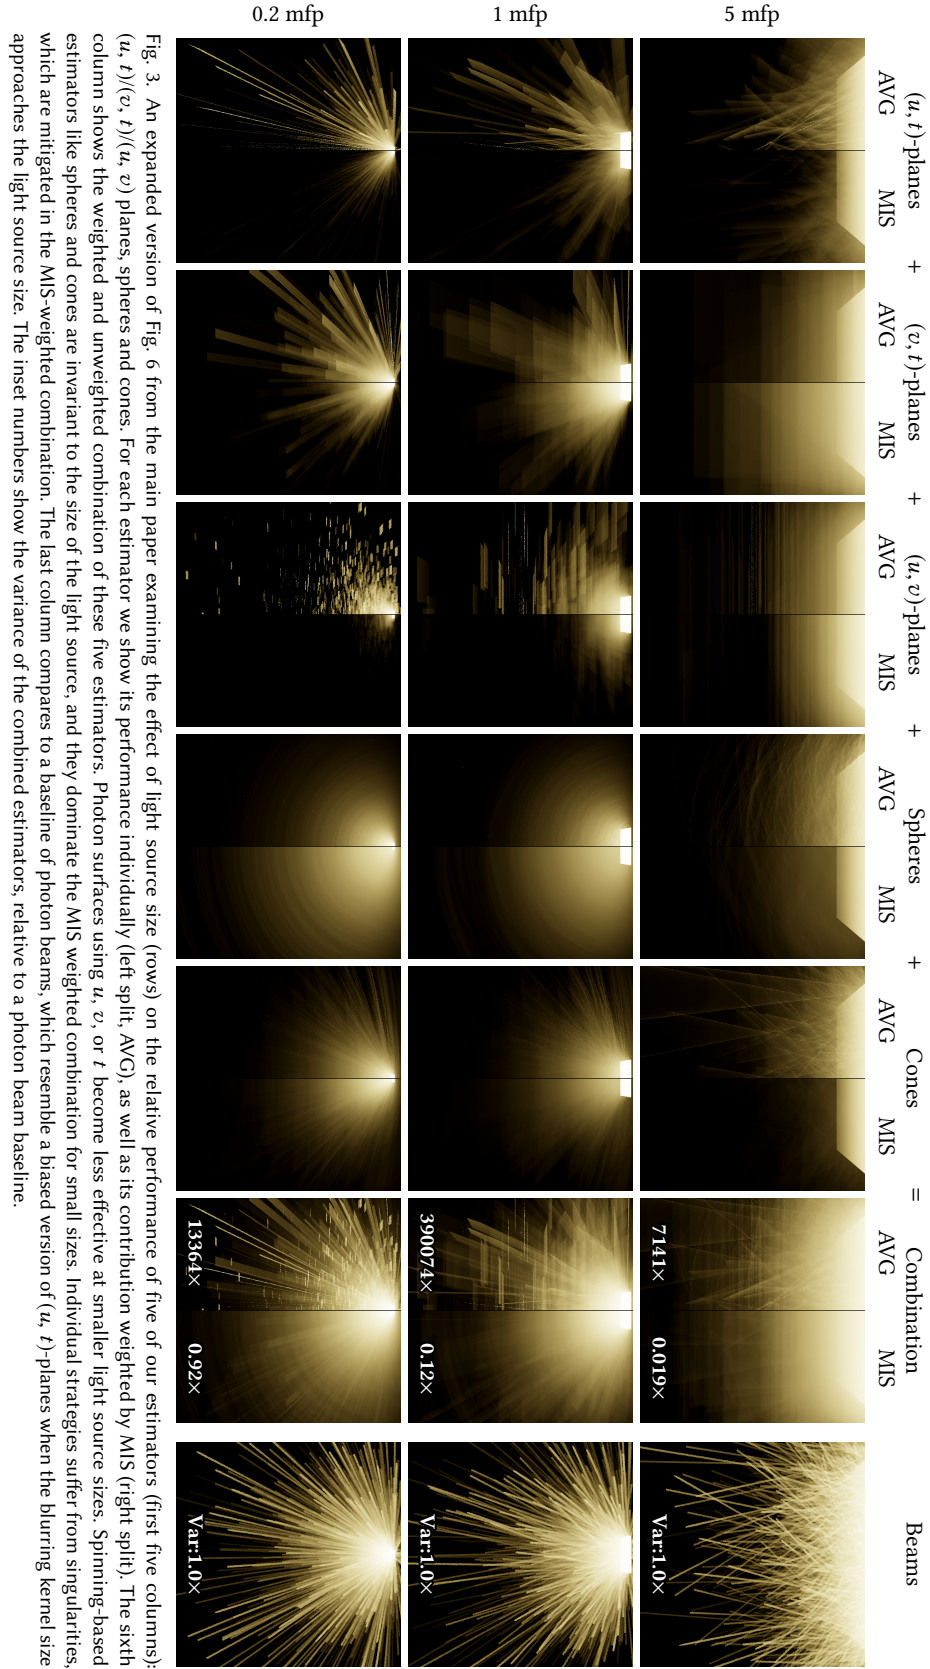 (u, t)-planes + (v, t)-planes + (u, v)-planes + Spheres + Cones = Combination Beams
AVG MIS AVG MIS AVG MIS AVG MIS AVG MIS AVG MIS
5 mfp
7141× 0.019× Var:1.0×
1 mfp
390074× 0.12× Var:1.0×
0.2 mfp
13364× 0.92× Var:1.0×
Fig. 3. An expanded version of Fig. 6 from the main paper examining the effect of light source size (rows) on the relative performance of five of our estimators (first five columns):
(u, t)/(v, t)/(u, v) planes, spheres and cones. For each estimator we show its performance individually (left split, AVG), as well as its contribution weighted by MIS (right split). The sixth
column shows the weighted and unweighted combination of these five estimators. Photon surfaces using u, v, or t become less effective at smaller light source sizes. Spinning-based
estimators like spheres and cones are invariant to the size of the light source, and they dominate the MIS weighted combination for small sizes. Individual strategies suffer from singularities,
which are mitigated in the MIS-weighted combination. The last column compares to a baseline of photon beams, which resemble a biased version of (u, t)-planes when the blurring kernel size
approaches the light source size. The inset numbers show the variance of the combined estimators, relative to a photon beam baseline.